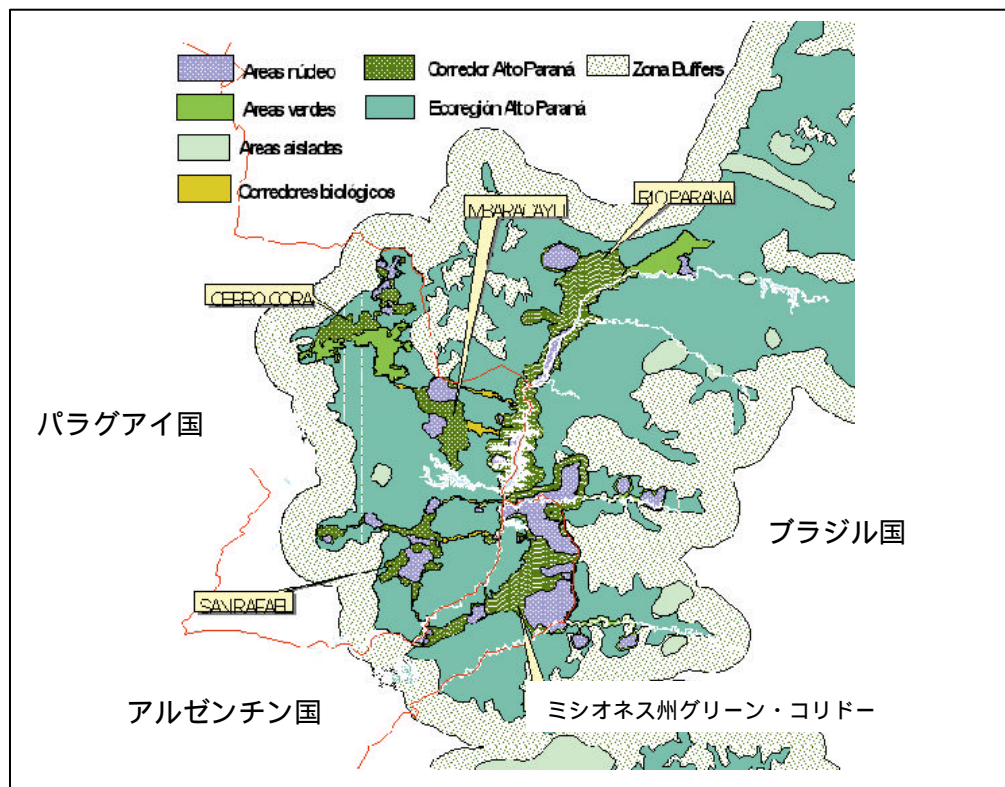 Areas núcleo Corredor Alto Paraná Zona Buffers
Areas verdes Ecoregión Alto Paraná
Areas aisladas
Corredores biológicos
MBARACAYU
RIO PARANA
CERRO CORA
パラグアイ国
ブラジル国
SAN RAFAEL
アルゼンチン国
ミシオネス州グリーン・コリドー